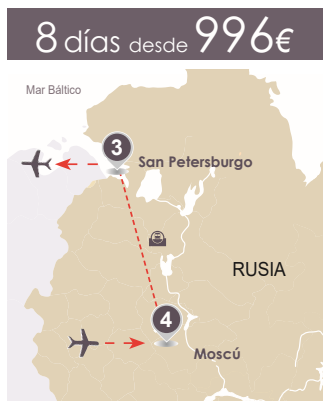 8 días desde 996€
Mar Báltico
3
San Petersburgo
RUSIA
4
Moscú